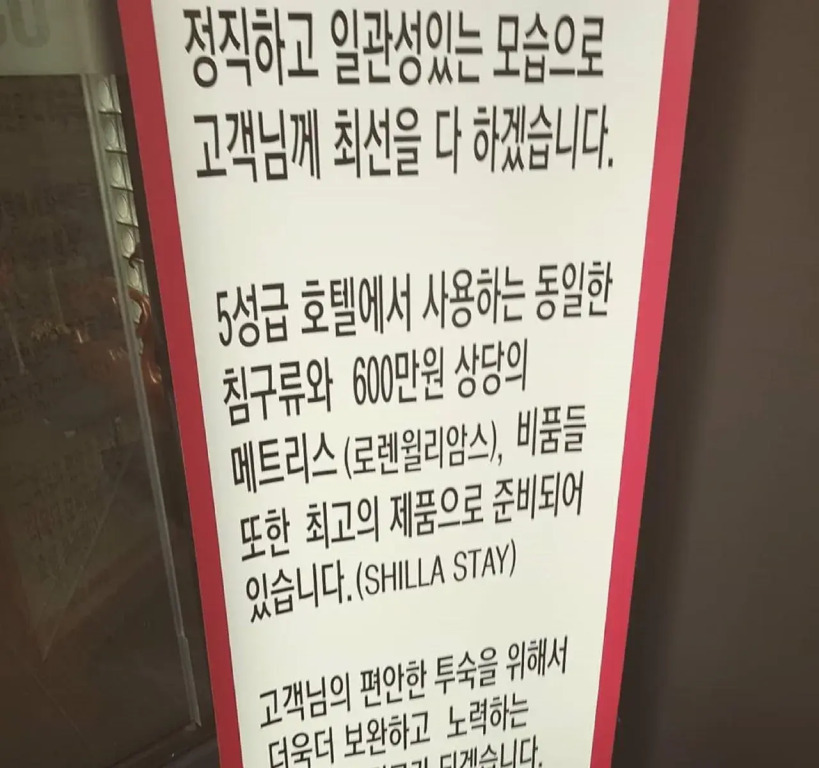 정직하고 일관성있는 모습으로
고객님께 최선을 다 하겠습니다.
5성급 호텔에서 사용하는 동일한
침구류와 600만원 상당의
메트리스(로렌윌리암스), 비품들
또한 최고의 제품으로 준비되어
있습니다.(SHILLA STAY)
고객님의 편안한 투숙을 위해서
더욱더 보완하고 노력하는
되겠습니다.